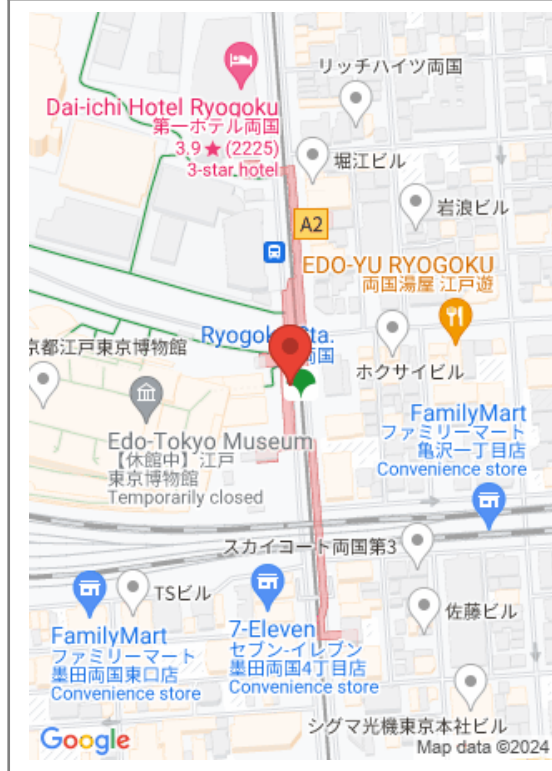 リッチハイツ両国
Dai-ichi Hotel Ryogoku
第一ホテル両国
3.9★(2225)
3-star hotel
堀江ビル
岩浪ビル
A2
EDO-YU RYOGOKU
両国湯屋 江戸遊
Ta.
両国
京都江戸東京博物館
ホクサイビル
Edo-Tokyo Museum
【休館中】江戸
東京博物館
Temporarily closed
FamilyMart
ファミリーマート
亀沢一丁目店
Convenience store
スカイコート両国第3
TSビル
佐藤ビル
FamilyMart
ファミリーマート
墨田両国東口店
Convenience store
7-Eleven
セブン-イレブン
墨田両国4丁目店
Convenience store
シグマ光機東京本社ビル
Google
Map data ©2024